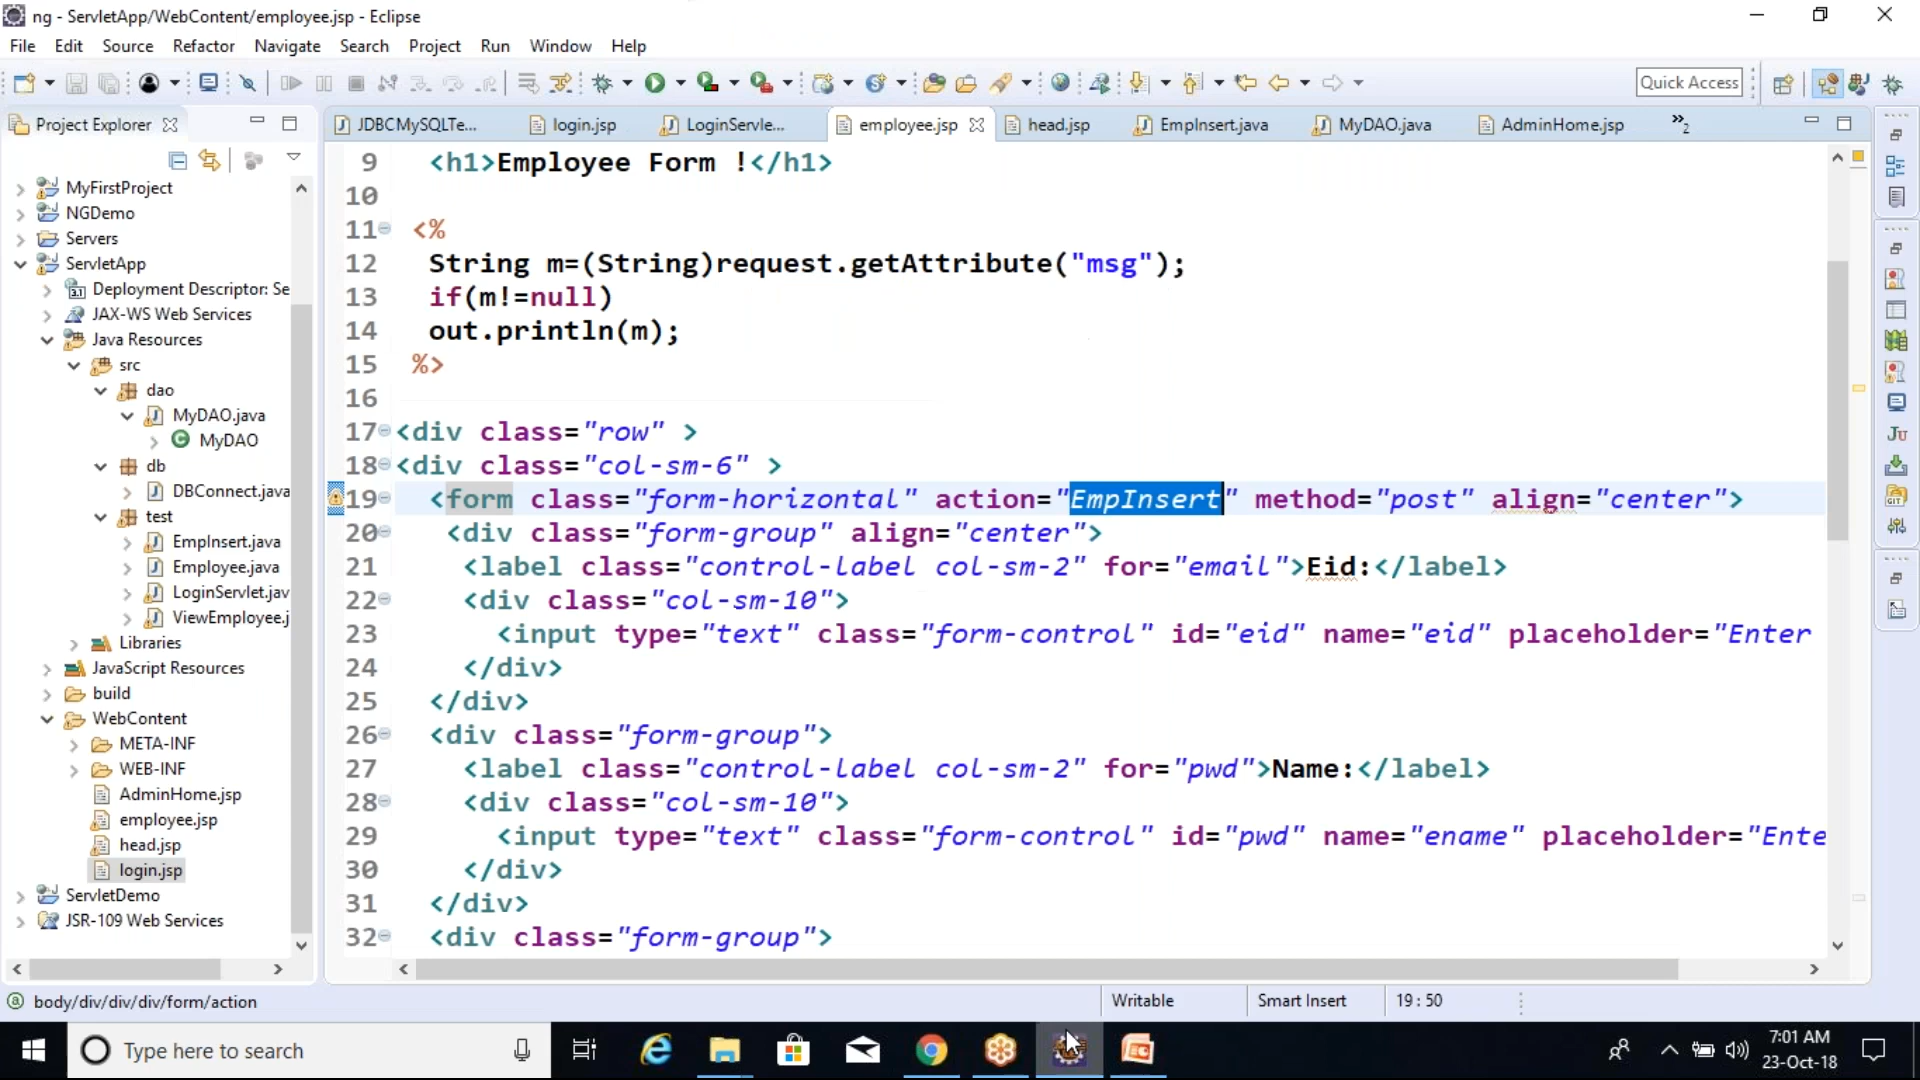 ng - ServletApp/WebContent/employee.jsp - Eclipse
File Edit Source Refactor Navigate Search Project Run Window Help
Quick Access
Project Explorer
JDBCMySQLTe... login.jsp LoginServle... employee.jsp head.jsp EmpInsert.java MyDAO.java AdminHome.jsp »2
MyFirstProject
NGDemo
Servers
ServletApp
Deployment Descriptor: Se
JAX-WS Web Services
Java Resources
src
dao
MyDAO.java
MyDAO
db
DBConnect.java
test
EmpInsert.java
Employee.java
LoginServlet.jav
ViewEmployee.j
Libraries
JavaScript Resources
build
WebContent
META-INF
WEB-INF
AdminHome.jsp
employee.jsp
head.jsp
login.jsp
ServletDemo
JSR-109 Web Services
9 <h1>Employee Form !</h1>
10
11 <%
12 String m=(String)request.getAttribute("msg");
13 if(m!=null)
14 out.println(m);
15 %>
16
17 <div class="row" >
18 <div class="col-sm-6" >
19 <form class="form-horizontal" action="EmpInsert" method="post" align="center">
20 <div class="form-group" align="center">
21 <label class="control-label col-sm-2" for="email">Eid:</label>
22 <div class="col-sm-10">
23 <input type="text" class="form-control" id="eid" name="eid" placeholder="Enter
24 </div>
25 </div>
26 <div class="form-group">
27 <label class="control-label col-sm-2" for="pwd">Name:</label>
28 <div class="col-sm-10">
29 <input type="text" class="form-control" id="pwd" name="ename" placeholder="Ente
30 </div>
31 </div>
32 <div class="form-group">
body/div/div/div/form/action
Writable Smart Insert 19 : 50
Type here to search
7:01 AM
23-Oct-18